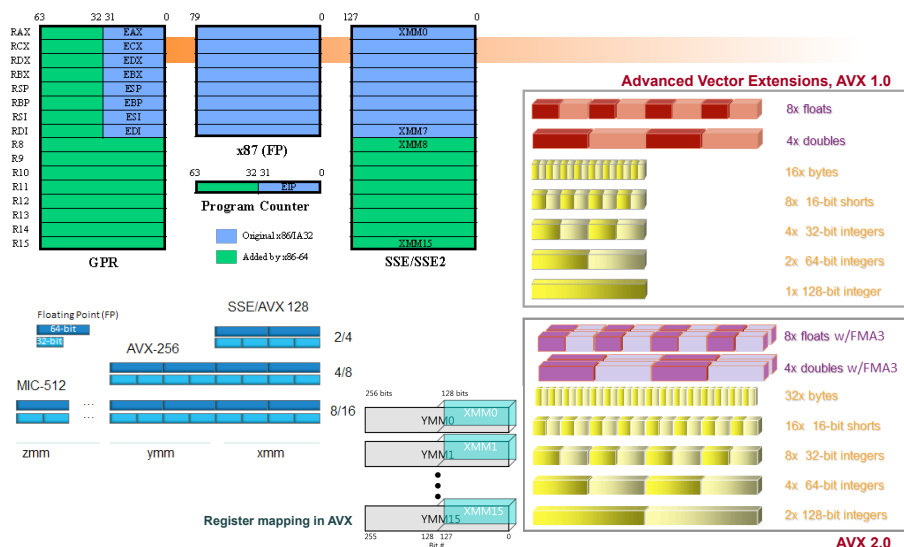 63 32 31 0
79 0
127 0
RAX EAX
RCX ECX
RDX EDX
RBX EBX
RSP ESP
RBP EBP
RSI ESI
RDI EDI
R8
R9
R10
R11
R12
R13
R14
R15
GPR
x87 (FP)
63 32 31 0
EIP
Program Counter
Original x86/IA32
Added by x86-64
XMM0
XMM7
XMM8
XMM15
SSE/SSE2
Advanced Vector Extensions, AVX 1.0
8x floats
4x doubles
16x bytes
8x 16-bit shorts
4x 32-bit integers
2x 64-bit integers
1x 128-bit integer
Floating Point (FP)
64-bit
32-bit
SSE/AVX 128
2/4
AVX-256
4/8
MIC-512
... 8/16
...
zmm ymm xmm
256 bits 128 bits
YMM0 XMM0
YMM1 XMM1
YMM15 XMM15
255 128 127 0
Bit #
Register mapping in AVX
8x floats w/FMA3
4x doubles w/FMA3
32x bytes
16x 16-bit shorts
8x 32-bit integers
4x 64-bit integers
2x 128-bit integers
AVX 2.0